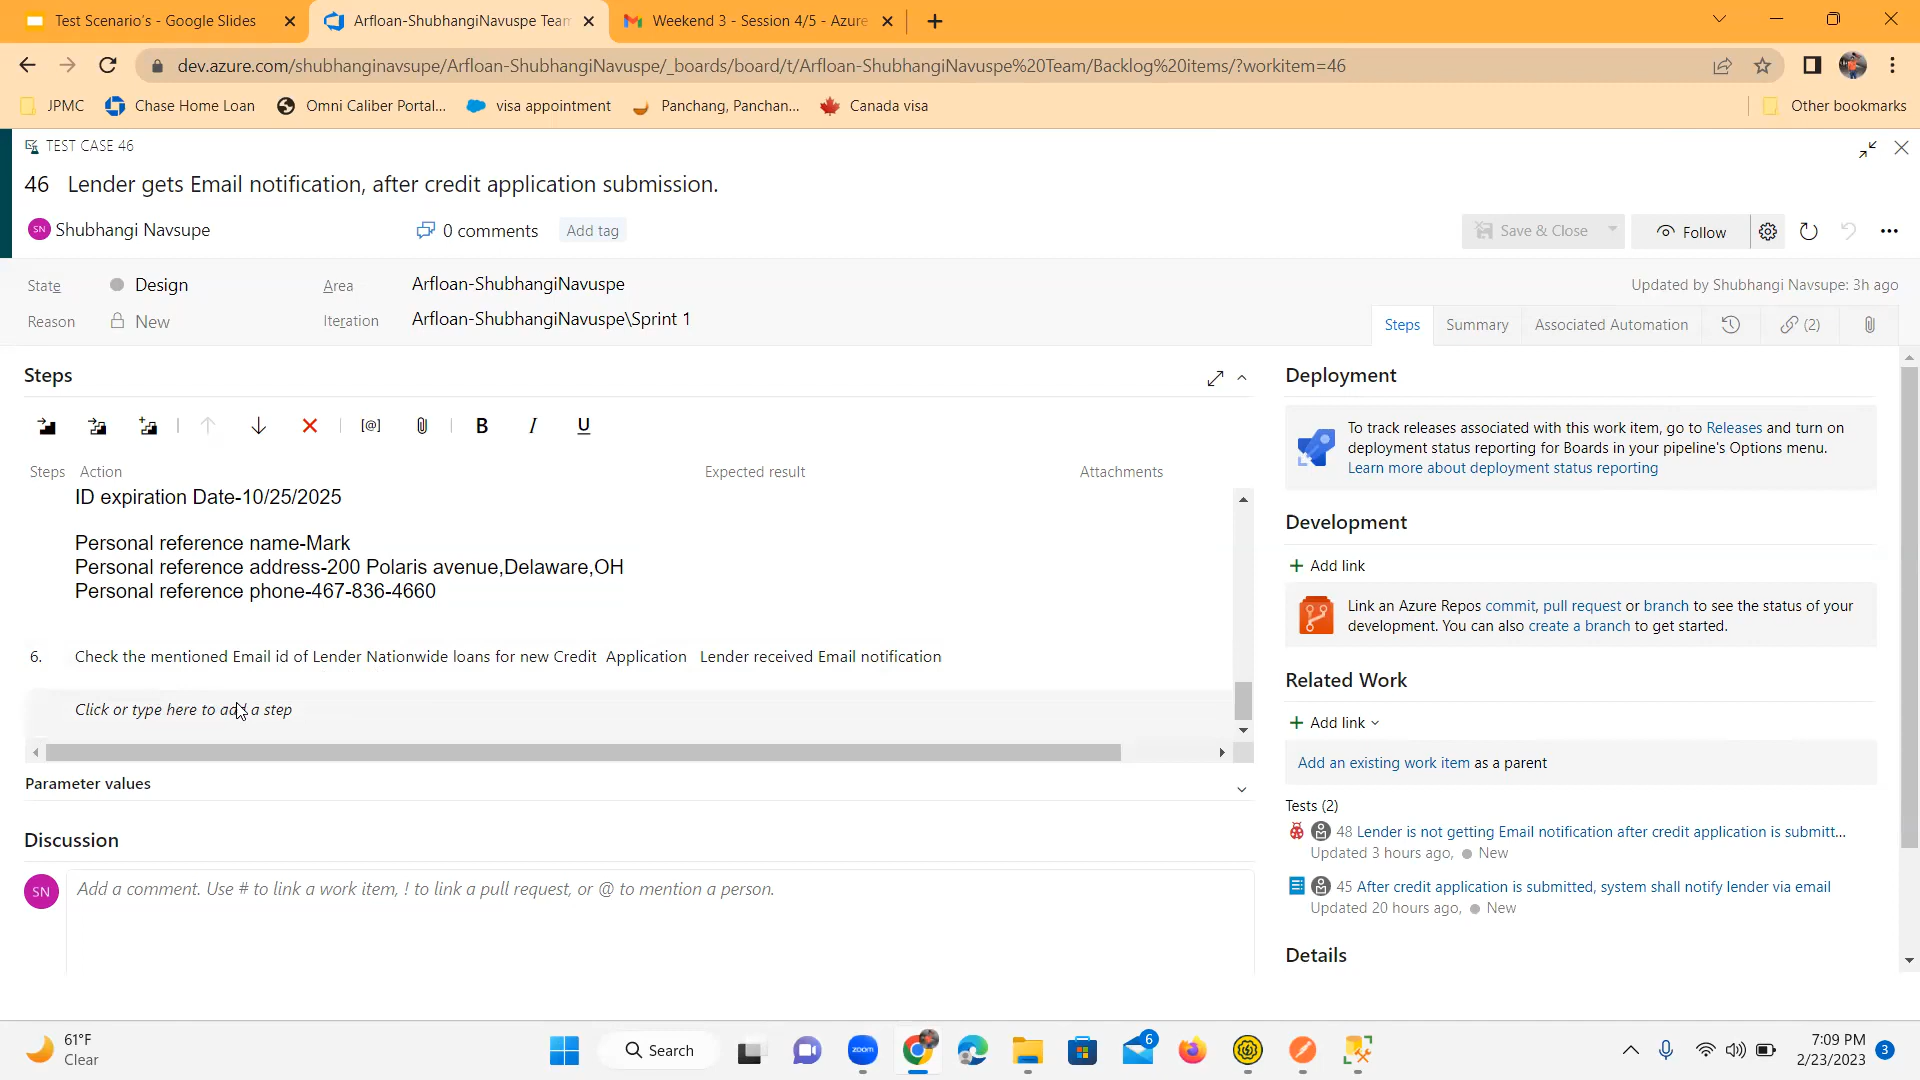 Test Scenario's - Google Slides
Arfloan-ShubhangiNavuspe Tean
Weekend 3 - Session 4/5 - Azure
dev.azure.com/shubhanginavsupe/Arfloan-ShubhangiNavuspe/_boards/board/t/Arfloan-ShubhangiNavuspe%20Team/Backlog%20items/?workitem=46
JPMC
Chase Home Loan
Omni Caliber Portal...
visa appointment
Panchang, Panchan...
Canada visa
Other bookmarks
TEST CASE 46
46 Lender gets Email notification, after credit application submission.
SN Shubhangi Navsupe
0 comments
Add tag
Save & Close
Follow
State
Design
Area
Arfloan-ShubhangiNavuspe
Updated by Shubhangi Navsupe: 3h ago
Reason
New
Iteration
Arfloan-ShubhangiNavuspe\Sprint 1
Steps
Summary
Associated Automation
(2)
Steps
[@]
B
I
U
Steps Action
Expected result
Attachments
ID expiration Date-10/25/2025
Personal reference name-Mark
Personal reference address-200 Polaris avenue,Delaware,OH
Personal reference phone-467-836-4660
6. Check the mentioned Email id of Lender Nationwide loans for new Credit Application Lender received Email notification
Click or type here to add a step
Parameter values
Discussion
SN
Add a comment. Use # to link a work item, ! to link a pull request, or @ to mention a person.
Deployment
To track releases associated with this work item, go to Releases and turn on
deployment status reporting for Boards in your pipeline's Options menu.
Learn more about deployment status reporting
Development
+ Add link
Link an Azure Repos commit, pull request or branch to see the status of your
development. You can also create a branch to get started.
Related Work
+ Add link
Add an existing work item as a parent
Tests (2)
48 Lender is not getting Email notification after credit application is submitt...
Updated 3 hours ago, New
45 After credit application is submitted, system shall notify lender via email
Updated 20 hours ago, New
Details
61°F
Clear
Search
zoom
6
7:09 PM
2/23/2023
3